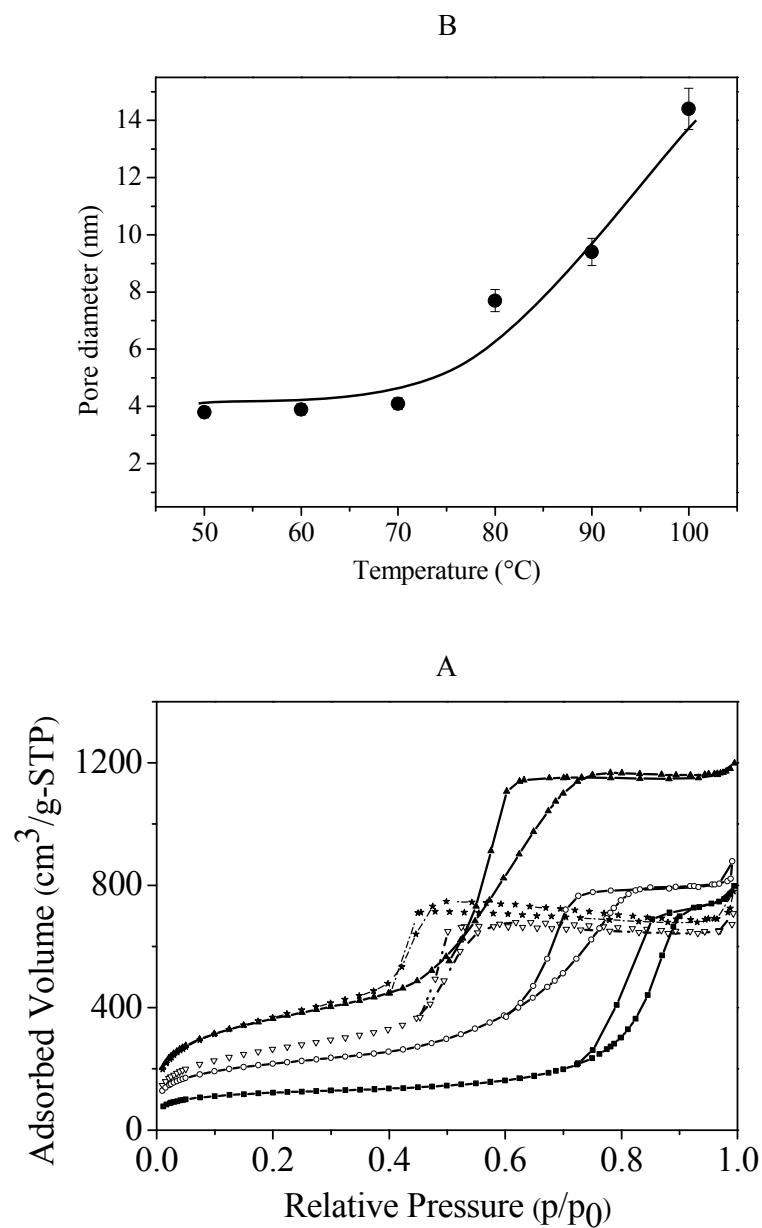 B
14
12
10
8
6
4
2
Pore diameter (nm)
50 60 70 80 90 100
Temperature (°C)
A
1200
800
400
0
Adsorbed Volume (cm³/g-STP)
0.0 0.2 0.4 0.6 0.8 1.0
Relative Pressure (p/p₀)